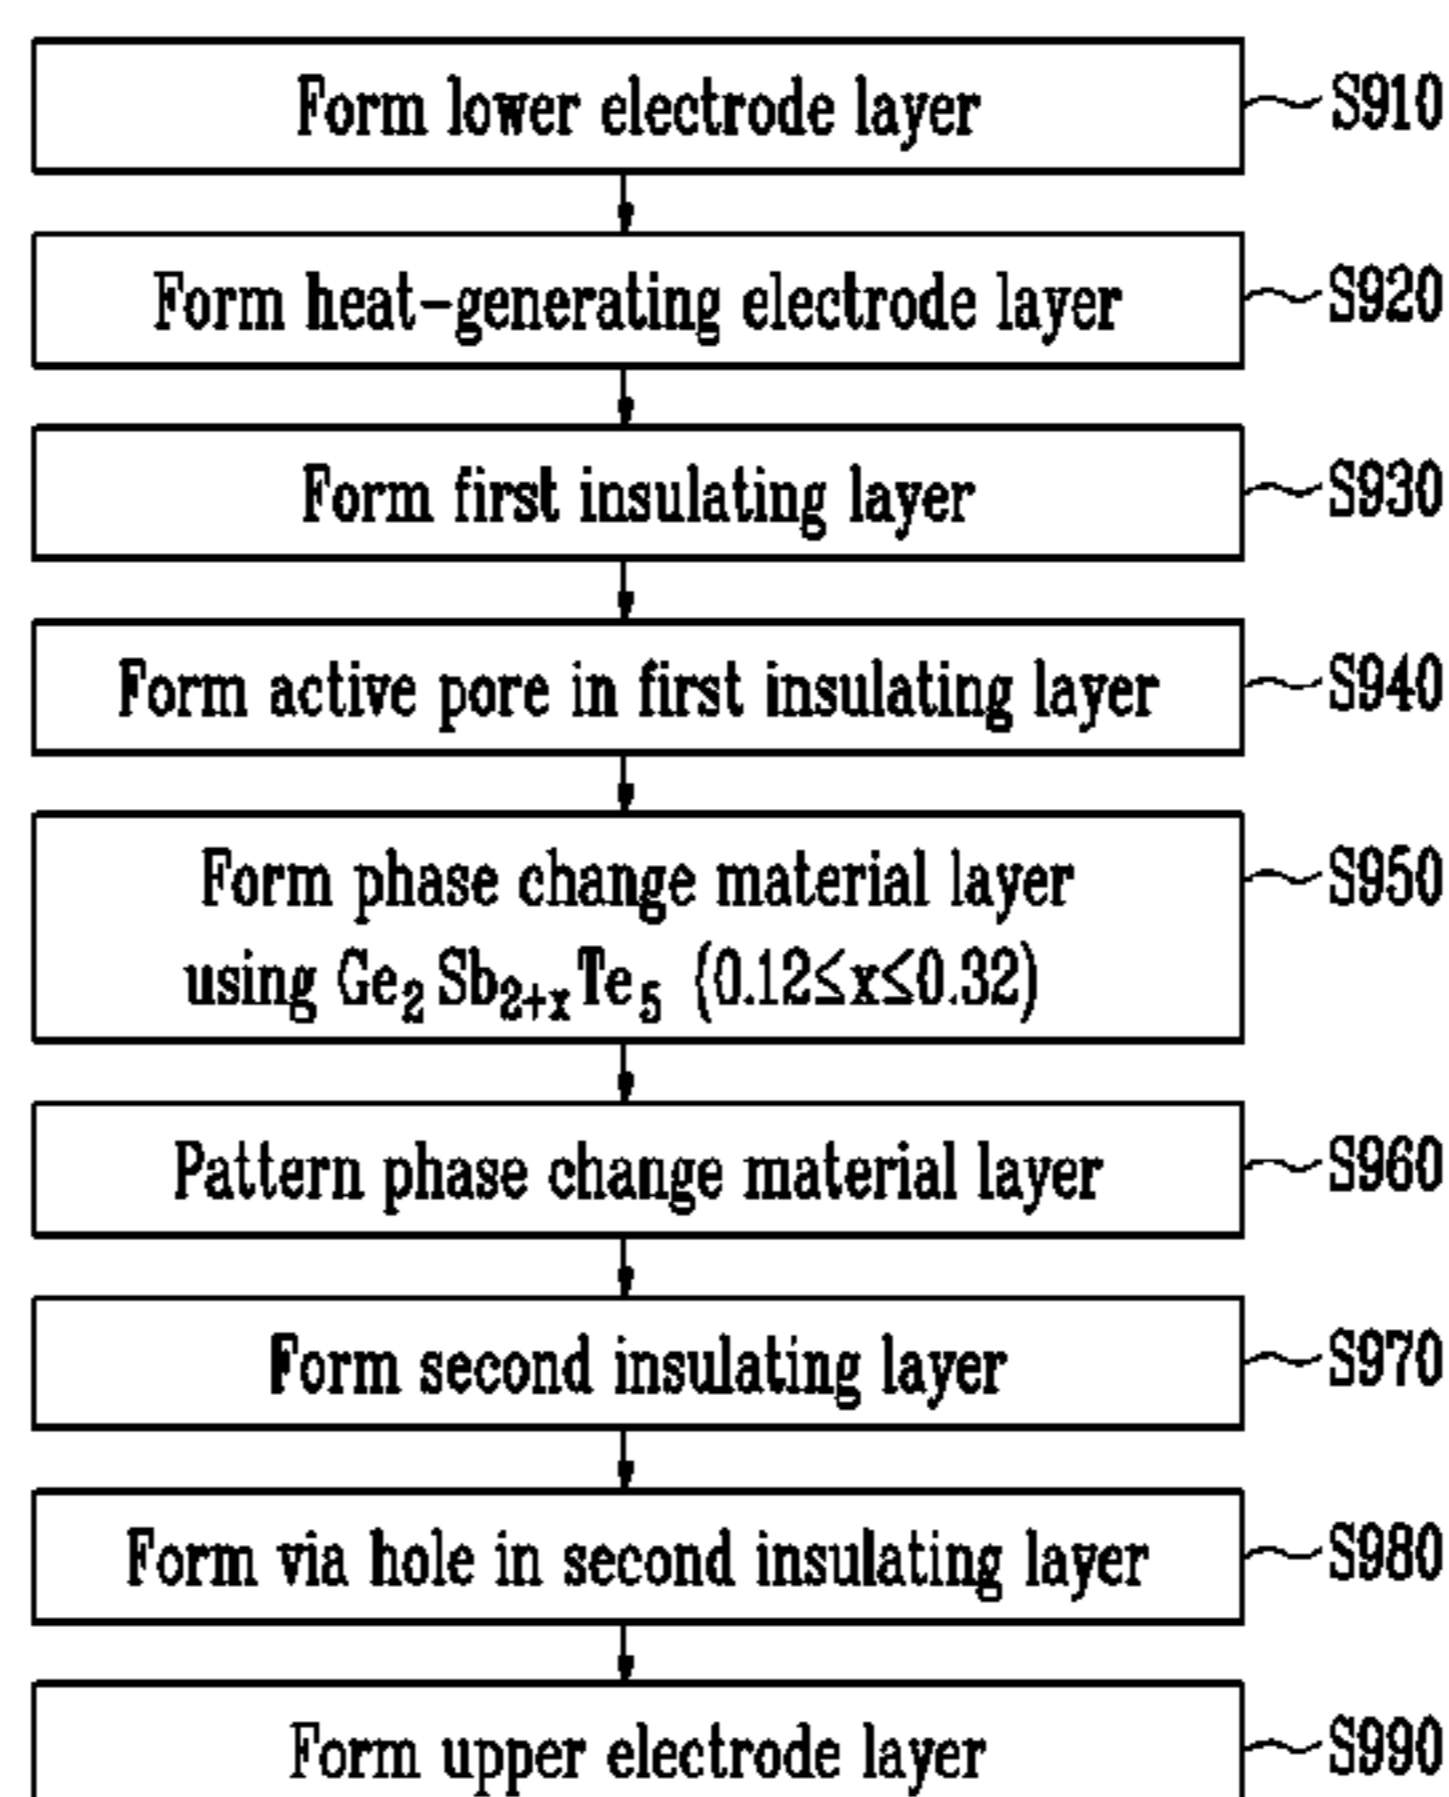 Form lower electrode layer S910
Form heat-generating electrode layer S920
Form first insulating layer S930
Form active pore in first insulating layer S940
Form phase change material layer S950
using Ge₂Sb₂₊ₓTe₅ (0.12≤x≤0.32)
Pattern phase change material layer S960
Form second insulating layer S970
Form via hole in second insulating layer S980
Form upper electrode layer S990